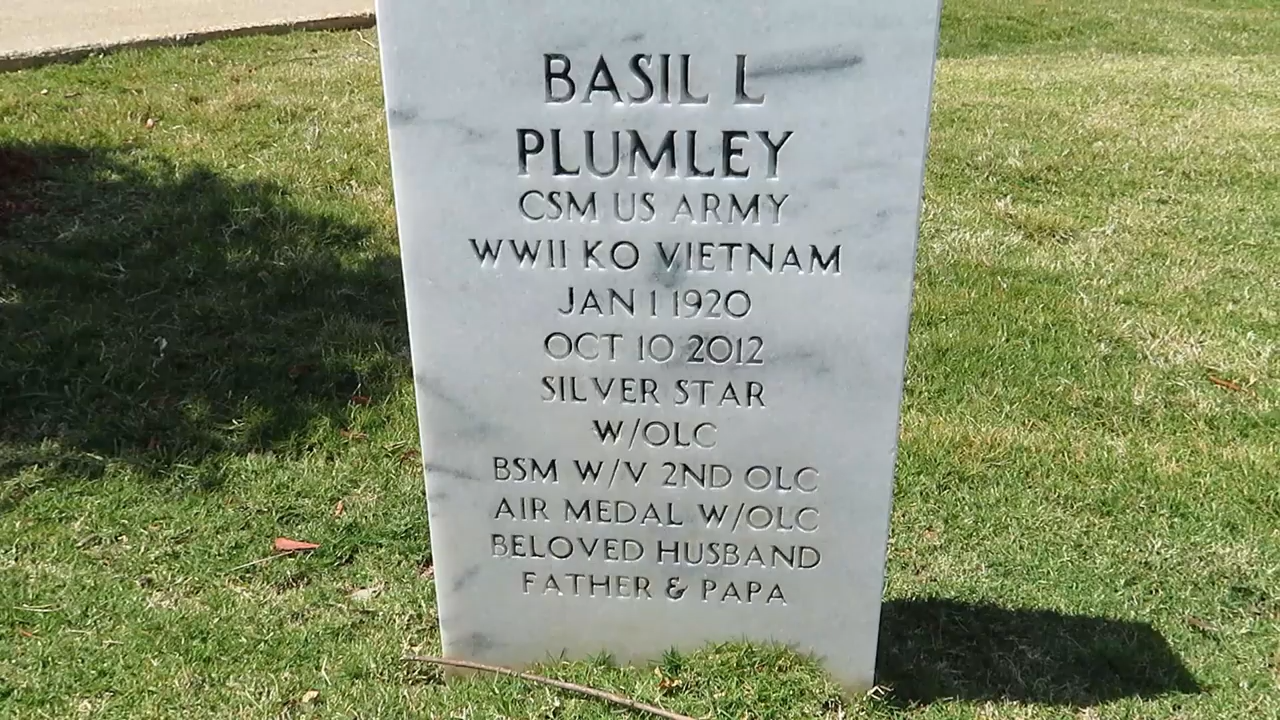 BASIL L
PLUMLEY
CSM US ARMY
WWII KO VIETNAM
JAN 1 1920
OCT 10 2012
SILVER STAR
W/OLC
BSM W/V 2ND OLC
AIR MEDAL W/OLC
BELOVED HUSBAND
FATHER & PAPA